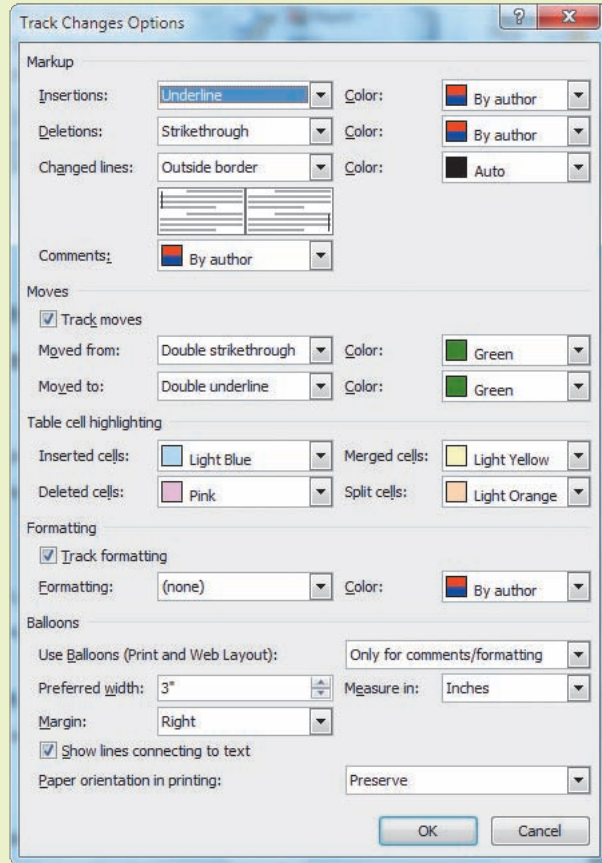 Track Changes Options
Markup
Insertions: Underline Color: By author
Deletions: Strikethrough Color: By author
Changed lines: Outside border Color: Auto
Comments: By author
Moves
Track moves
Moved from: Double strikethrough Color: Green
Moved to: Double underline Color: Green
Table cell highlighting
Inserted cells: Light Blue Merged cells: Light Yellow
Deleted cells: Pink Split cells: Light Orange
Formatting
Track formatting
Formatting: (none) Color: By author
Balloons
Use Balloons (Print and Web Layout): Only for comments/formatting
Preferred width: 3" Measure in: Inches
Margin: Right
Show lines connecting to text
Paper orientation in printing: Preserve
OK Cancel